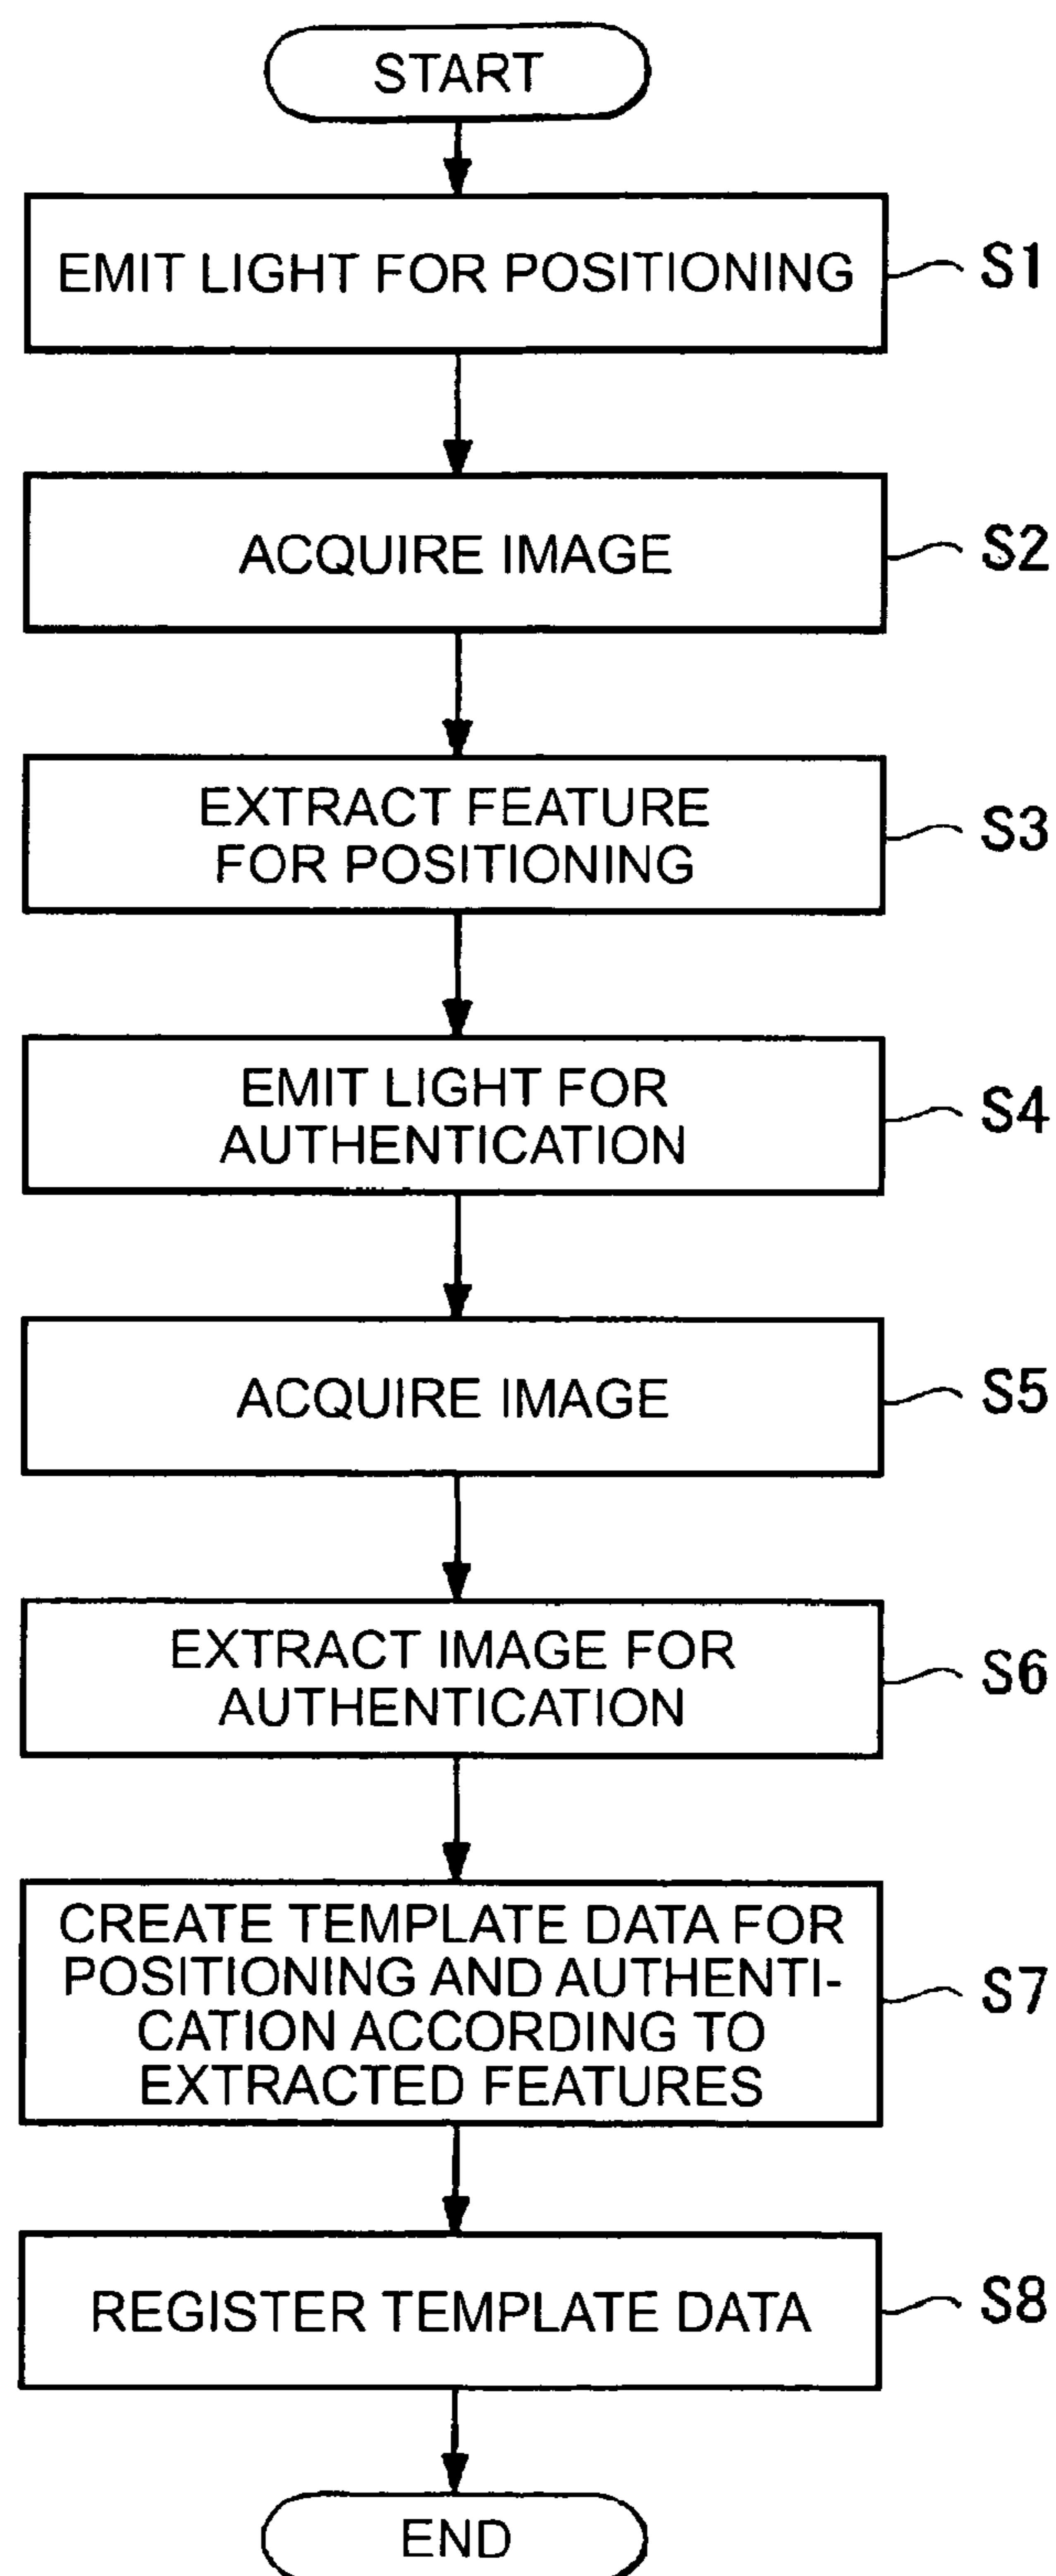 START
EMIT LIGHT FOR POSITIONING
S1
ACQUIRE IMAGE
S2
EXTRACT FEATURE
FOR POSITIONING
S3
EMIT LIGHT FOR
AUTHENTICATION
S4
ACQUIRE IMAGE
S5
EXTRACT IMAGE FOR
AUTHENTICATION
S6
CREATE TEMPLATE DATA FOR
POSITIONING AND AUTHENTI-
CATION ACCORDING TO
EXTRACTED FEATURES
S7
REGISTER TEMPLATE DATA
S8
END